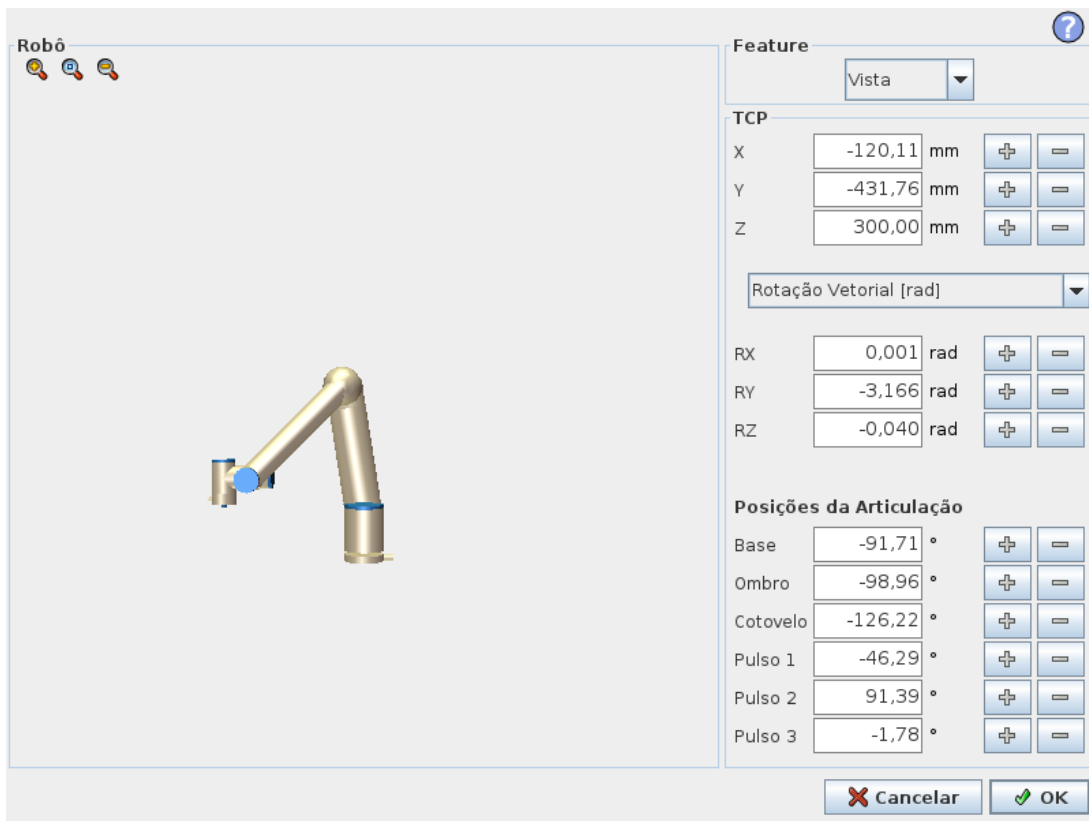 Robô
Feature
?
Vista
TCP
X -120,11 mm
Y -431,76 mm
Z 300,00 mm
Rotação Vetorial [rad]
RX 0,001 rad
RY -3,166 rad
RZ -0,040 rad
Posições da Articulação
Base -91,71 °
Ombro -98,96 °
Cotovelo -126,22 °
Pulso 1 -46,29 °
Pulso 2 91,39 °
Pulso 3 -1,78 °
Cancelar OK